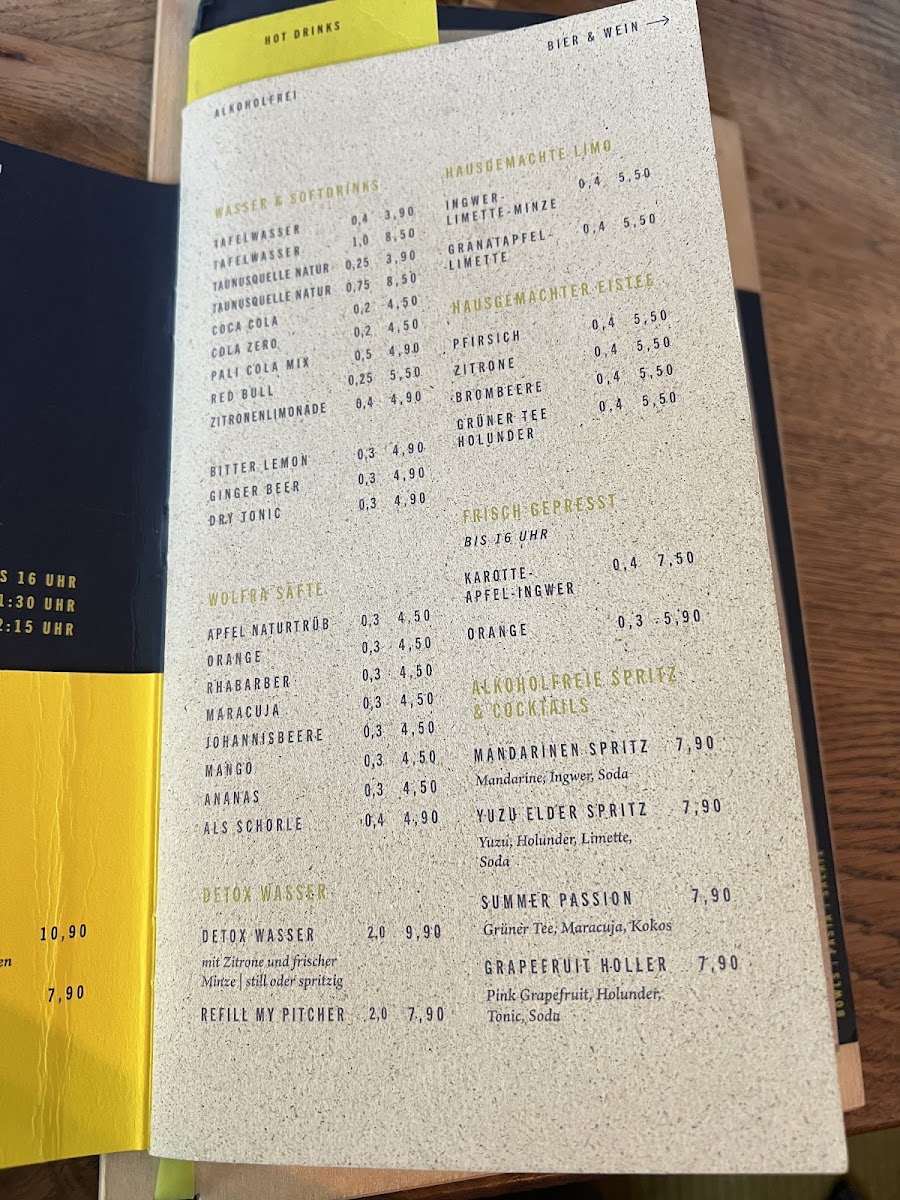 HOT DRINKS
BIER & WEIN →
ALKOHOLFREI
WASSER & SOFTDRINKS
TAFELWASSER 0,4 3,90
TAFELWASSER 1,0 8,50
TAUNUSQUELLE NATUR 0,25 3,90
TAUNUSQUELLE NATUR 0,75 8,50
COCA COLA 0,2 4,50
COLA ZERO 0,2 4,50
PALI COLA MIX 0,5 4,90
RED BULL 0,25 5,50
ZITRONENLIMONADE 0,4 4,90
BITTER LEMON 0,3 4,90
GINGER BEER 0,3 4,90
DRY TONIC 0,3 4,90
WOLFRA SÄFTE
APFEL NATURTRÜB 0,3 4,50
ORANGE 0,3 4,50
RHABARBER 0,3 4,50
MARACUJA 0,3 4,50
JOHANNISBEERE 0,3 4,50
MANGO 0,3 4,50
ANANAS 0,3 4,50
ALS SCHORLE 0,4 4,90
DETOX WASSER
DETOX WASSER 2,0 9,90
mit Zitrone und frischer
Minze | still oder spritzig
REFILL MY PITCHER 2,0 7,90
HAUSGEMACHTE LIMO
INGWER- 0,4 5,50
LIMETTE-MINZE
GRANATAPFEL- 0,4 5,50
LIMETTE
HAUSGEMACHTER EISTEE
PFIRSICH 0,4 5,50
ZITRONE 0,4 5,50
BROMBEERE 0,4 5,50
GRÜNER TEE 0,4 5,50
HOLUNDER
FRISCH GEPRESST
BIS 16 UHR
KAROTTE- 0,4 7,50
APFEL-INGWER
ORANGE 0,3 5,90
ALKOHOLFREIE SPRITZ
& COCKTAILS
MANDARINEN SPRITZ 7,90
Mandarine, Ingwer, Soda
YUZU ELDER SPRITZ 7,90
Yuzu, Holunder, Limette,
Soda
SUMMER PASSION 7,90
Grüner Tee, Maracuja, Kokos
GRAPEFRUIT HOLLER 7,90
Pink Grapefruit, Holunder,
Tonic, Soda
S 16 UHR
1:30 UHR
2:15 UHR
10,90
en
7,90
BOWLS | PASTA |